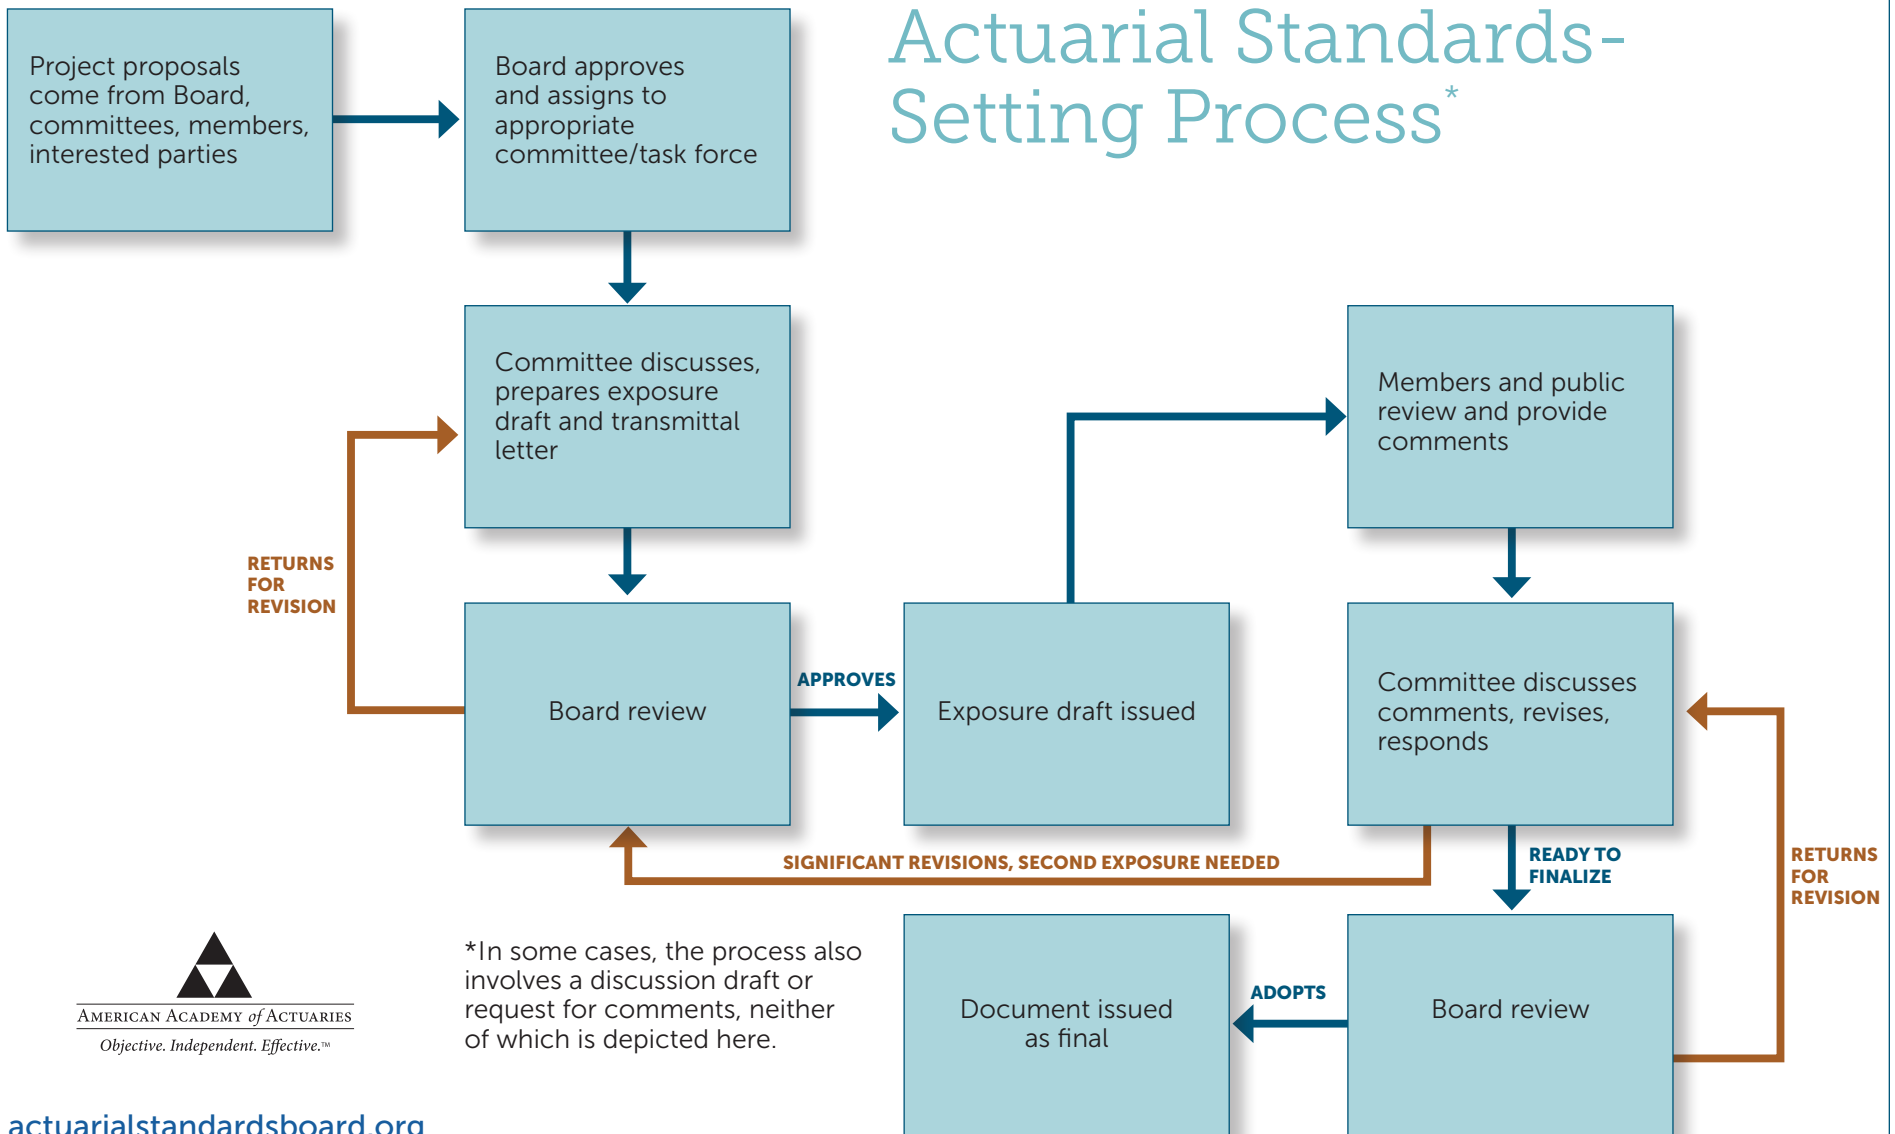 Actuarial Standards-
Setting Process*
Project proposals
come from Board,
committees, members,
interested parties
Board approves
and assigns to
appropriate
committee/task force
Committee discusses,
prepares exposure
draft and transmittal
letter
RETURNS
FOR
REVISION
Board review
APPROVES
Exposure draft issued
Members and public
review and provide
comments
Committee discusses
comments, revises,
responds
SIGNIFICANT REVISIONS, SECOND EXPOSURE NEEDED
READY TO
FINALIZE
RETURNS
FOR
REVISION
Board review
ADOPTS
Document issued
as final
*In some cases, the process also
involves a discussion draft or
request for comments, neither
of which is depicted here.
AMERICAN ACADEMY of ACTUARIES
Objective. Independent. Effective.™
actuarialstandardsboard.org